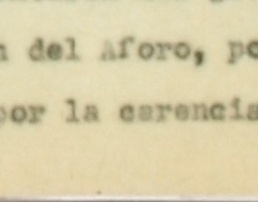 n del Aforo, po
por la carencia